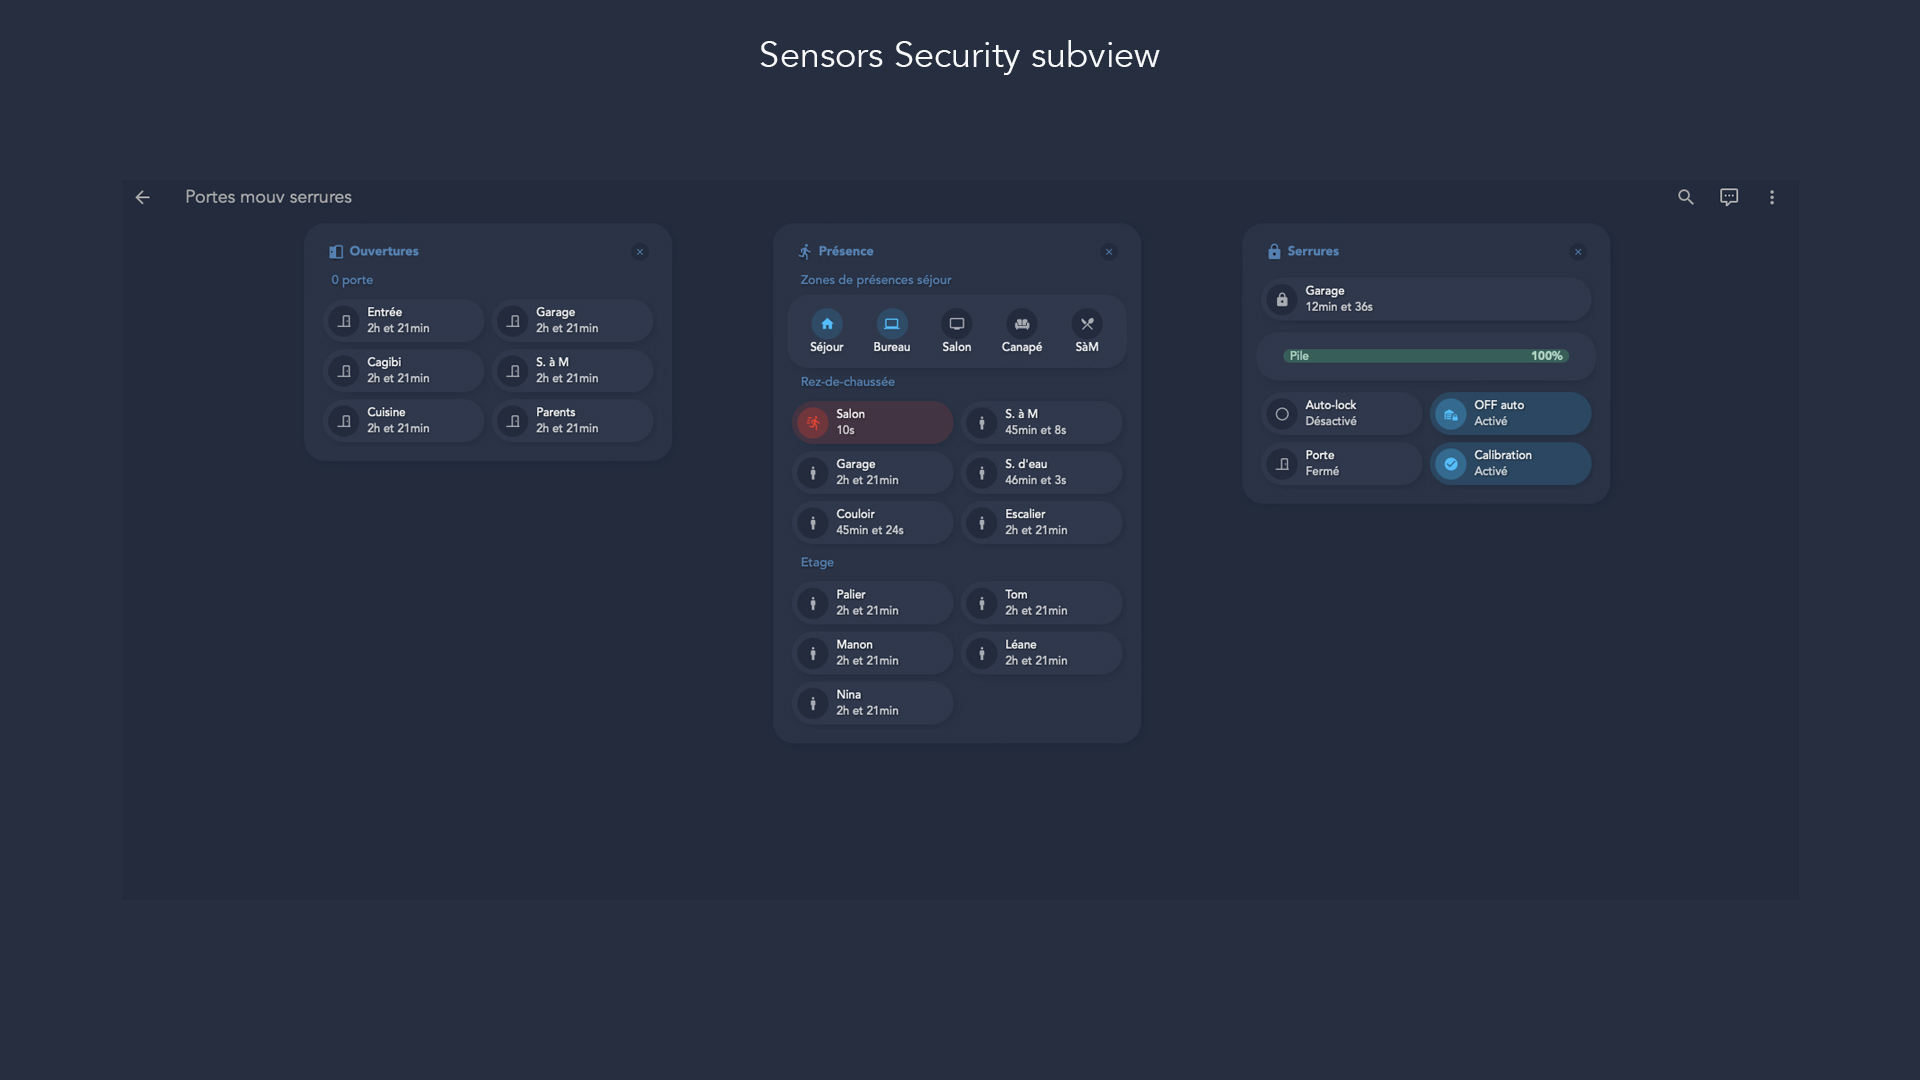 Sensors Security subview
Portes mouv serrures
Ouvertures
0 porte
Entrée
2h et 21min
Garage
2h et 21min
Cagibi
2h et 21min
S. à M
2h et 21min
Cuisine
2h et 21min
Parents
2h et 21min
Présence
Zones de présences séjour
Séjour
Bureau
Salon
Canapé
SàM
Rez-de-chaussée
Salon
10s
S. à M
45min et 8s
Garage
2h et 21min
S. d'eau
46min et 3s
Couloir
45min et 24s
Escalier
2h et 21min
Etage
Palier
2h et 21min
Tom
2h et 21min
Manon
2h et 21min
Léane
2h et 21min
Nina
2h et 21min
Serrures
Garage
12min et 36s
Pile 100%
Auto-lock
Désactivé
OFF auto
Activé
Porte
Fermé
Calibration
Activé